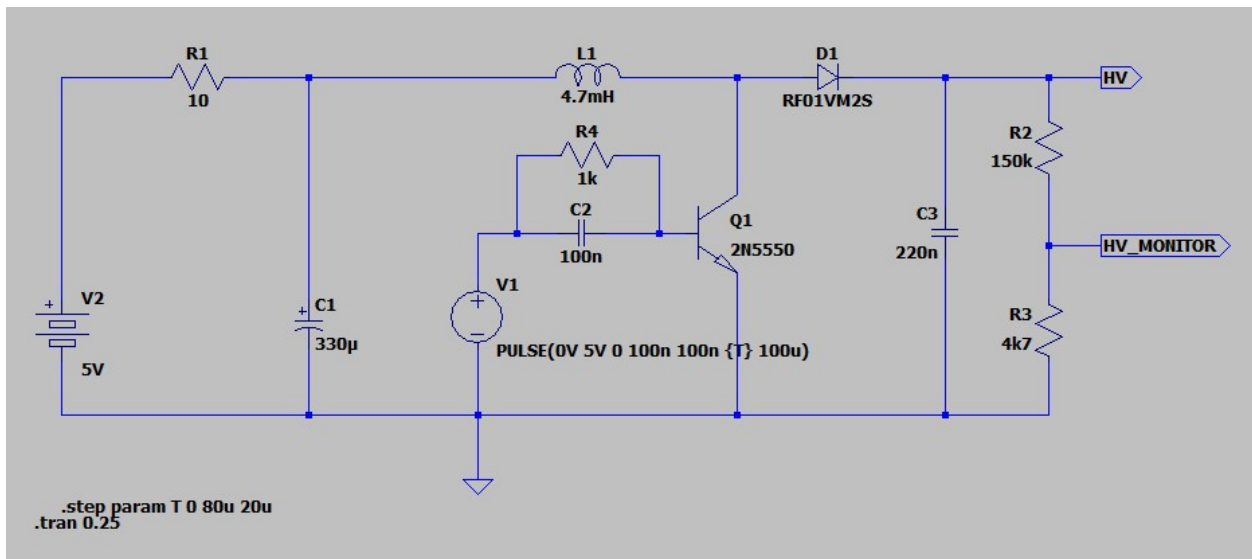 R1
10
L1
4.7mH
D1
RF01VM2S
HV
R4
1k
R2
150k
C2
100n
Q1
2N5550
C3
220n
HV_MONITOR
V1
+
−
PULSE(0V 5V 0 100n 100n {T} 100u)
+
V2
5V
+
C1
330µ
R3
4k7
.step param T 0 80u 20u
.tran 0.25